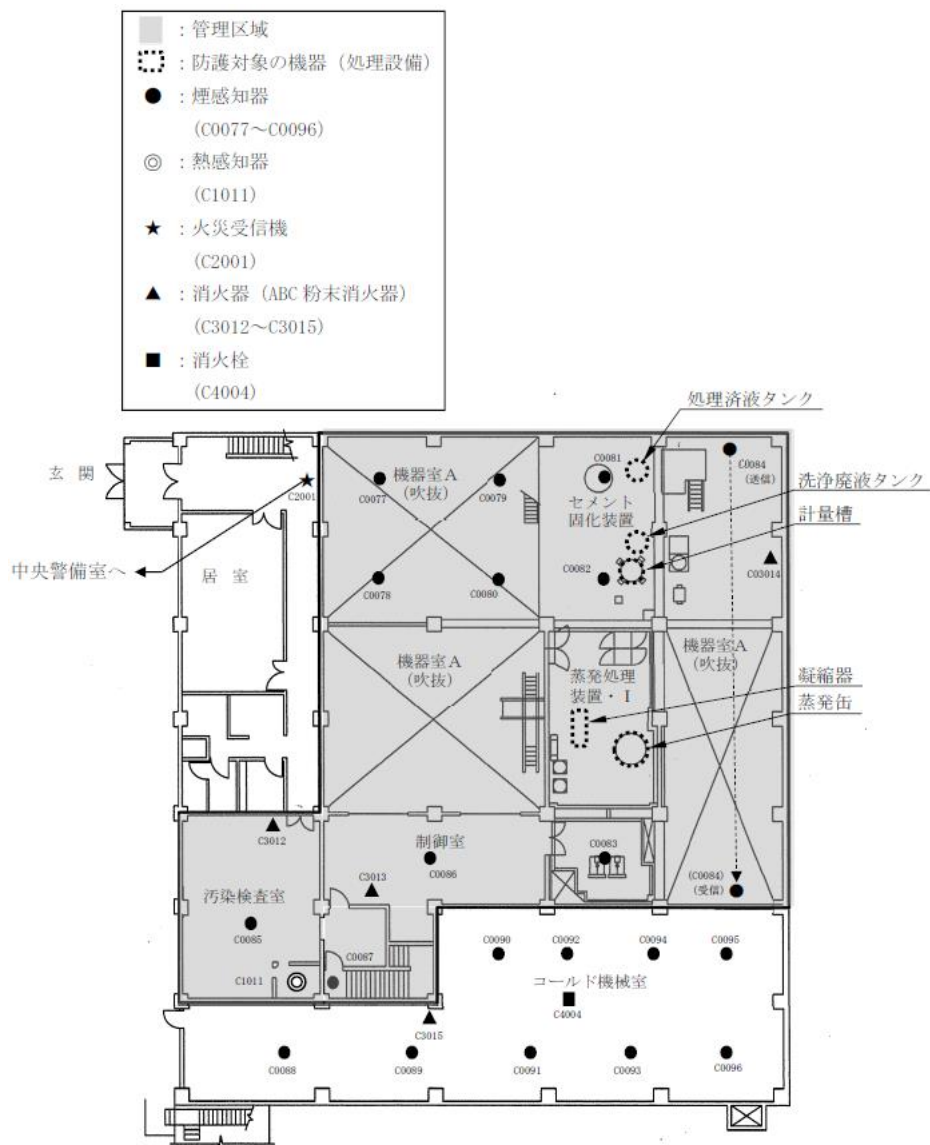 ：管理区域
：防護対象の機器（処理設備）
● ：煙感知器
(C0077～C0096)
◎ ：熱感知器
(C1011)
★ ：火災受信機
(C2001)
▲ ：消火器（ABC 粉末消火器）
(C3012～C3015)
■ ：消火栓
(C4004)
処理済液タンク
玄 関
C2001
機器室A
(吹抜)
C0077
C0079
C0081
C0084
(送信)
洗浄廃液タンク
セメント
固化装置
計量槽
中央警備室へ
居 室
C0078
C0080
C0082
C03014
機器室A
(吹抜)
蒸発処理
装置・Ⅰ
機器室A
(吹抜)
凝縮器
蒸発缶
C3012
制御室
C0086
C0083
C3013
(C0084)
(受信)
汚染検査室
C0085
C0087
C1011
C0090
C0092
C0094
C0095
コールド機械室
C4004
C3015
C0088
C0089
C0091
C0093
C0096